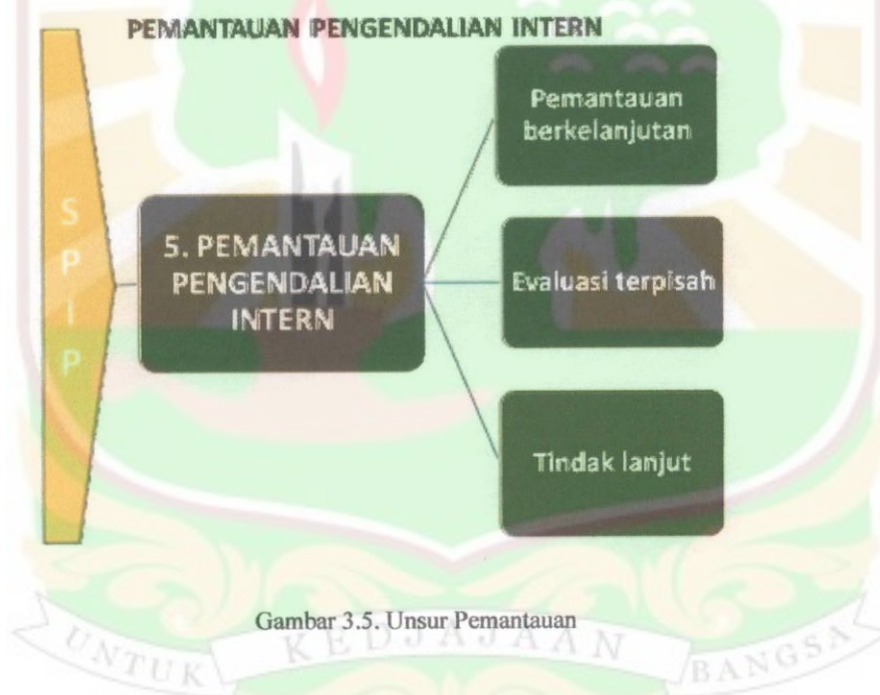 PEMANTAUAN PENGENDALIAN INTERN
S
P
I
P
5. PEMANTAUAN
PENGENDALIAN
INTERN
Pemantauan
berkelanjutan
Evaluasi terpisah
Tindak lanjut
Gambar 3.5. Unsur Pemantauan
UNTUK KEDJAJAAN BANGSA